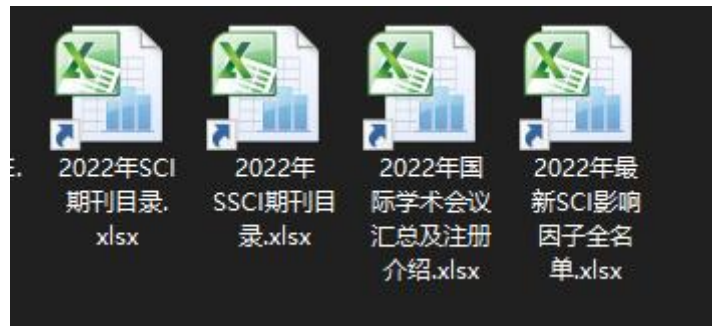 E.
2022年SCI
期刊目录.
xlsx
2022年
SSCI期刊目
录.xlsx
2022年国
际学术会议
汇总及注册
介绍.xlsx
2022年最
新SCI影响
因子全名
单.xlsx